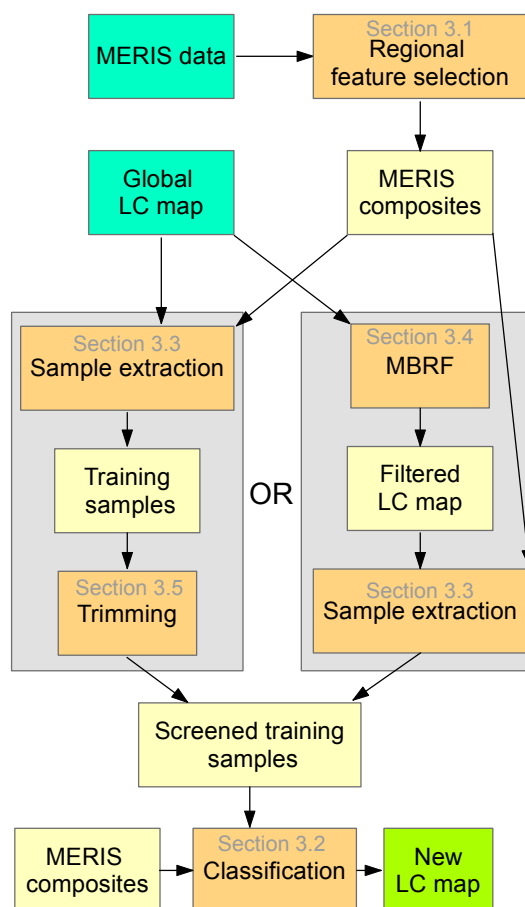 MERIS data
Section 3.1
Regional
feature selection
Global
LC map
MERIS
composites
Section 3.3
Sample extraction
Training
samples
Section 3.5
Trimming
OR
Section 3.4
MBRF
Filtered
LC map
Section 3.3
Sample extraction
Screened training
samples
MERIS
composites
Section 3.2
Classification
New
LC map